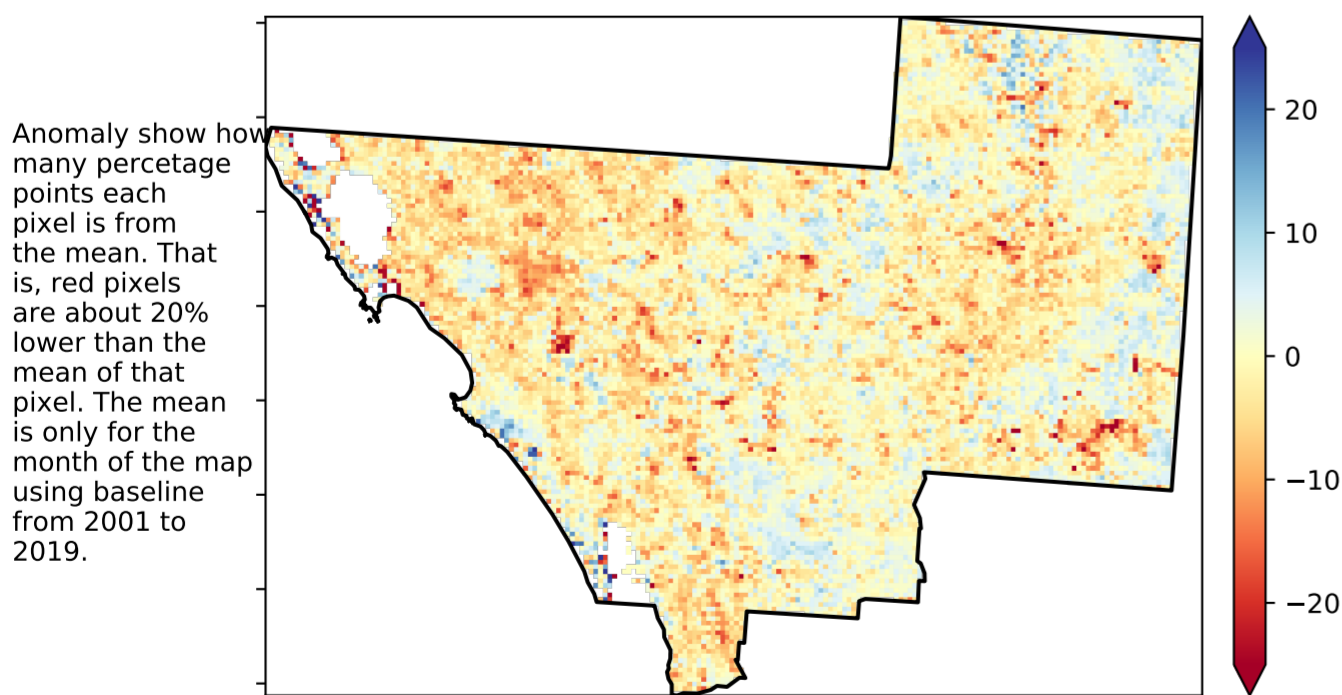 Anomaly show how
many percetage
points each
pixel is from
the mean. That
is, red pixels
are about 20%
lower than the
mean of that
pixel. The mean
is only for the
month of the map
using baseline
from 2001 to
2019.
20
10
0
−10
−20